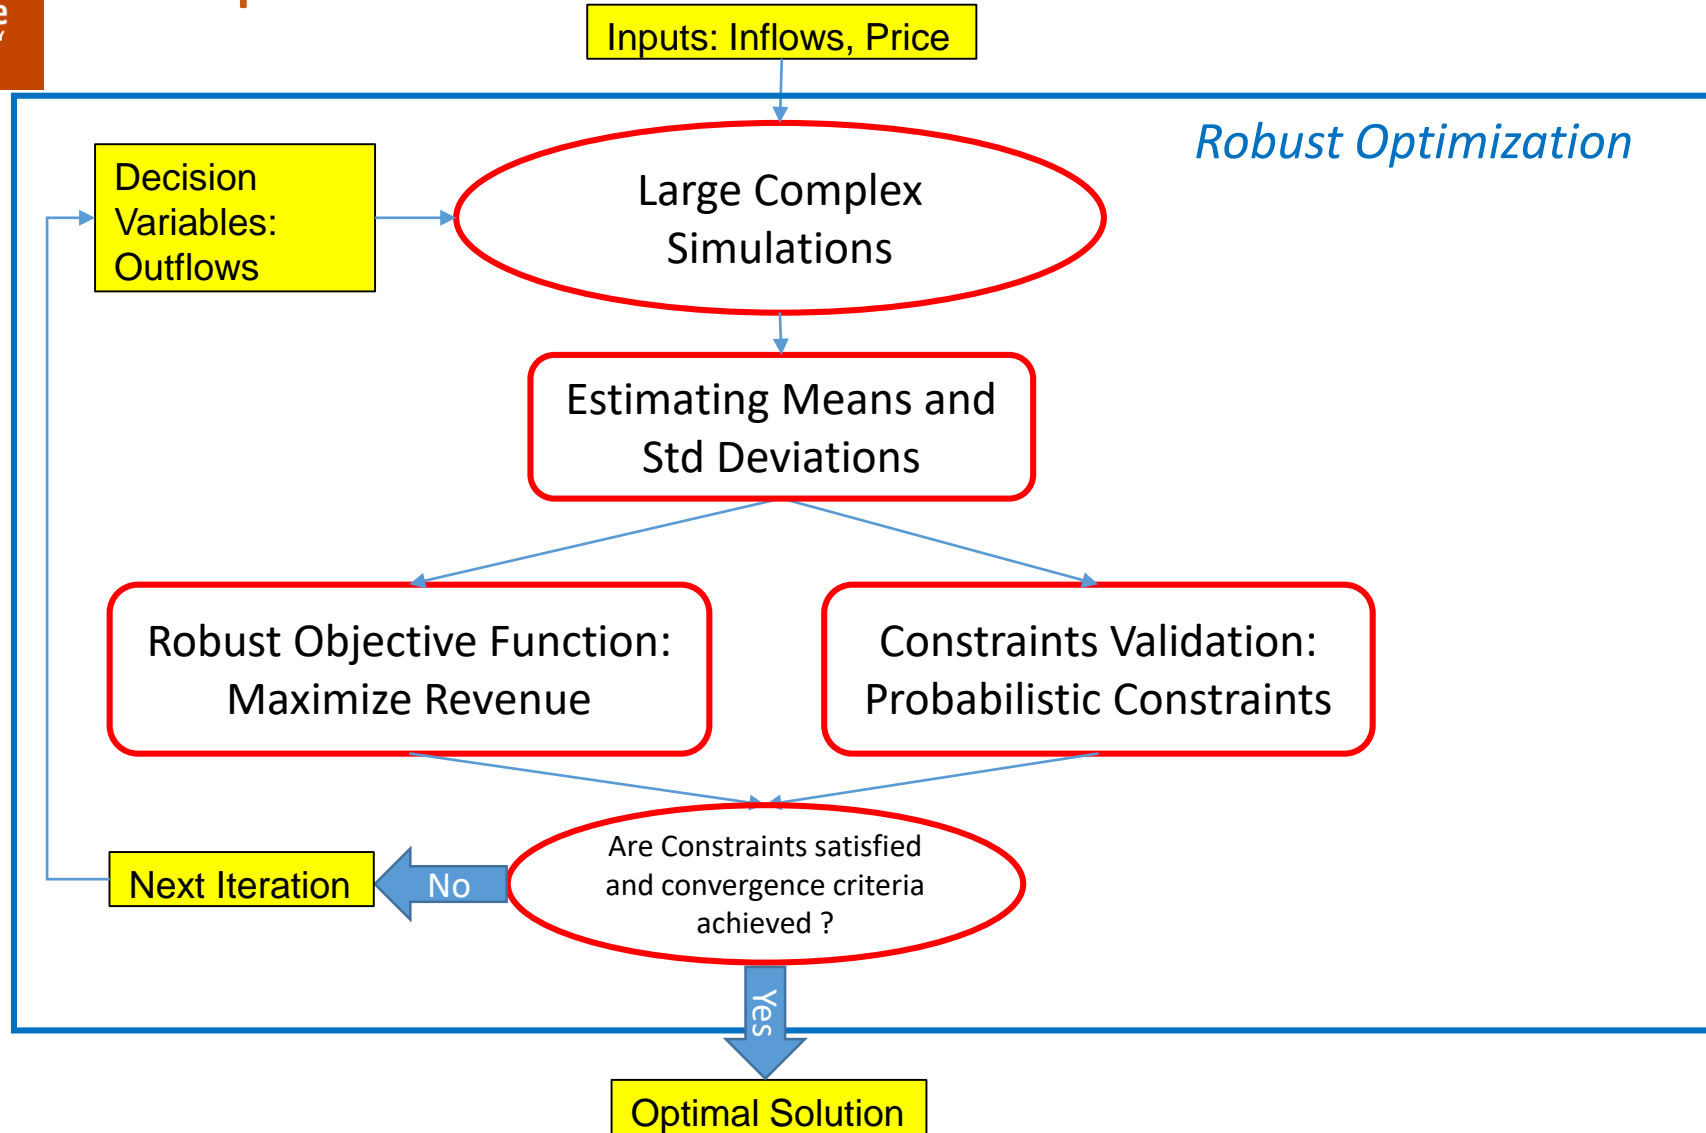 Inputs: Inflows, Price
Robust Optimization
Decision
Variables:
Outflows
Large Complex
Simulations
Estimating Means and
Std Deviations
Robust Objective Function:
Maximize Revenue
Constraints Validation:
Probabilistic Constraints
Are Constraints satisfied
and convergence criteria
achieved ?
Next Iteration
No
Yes
Optimal Solution